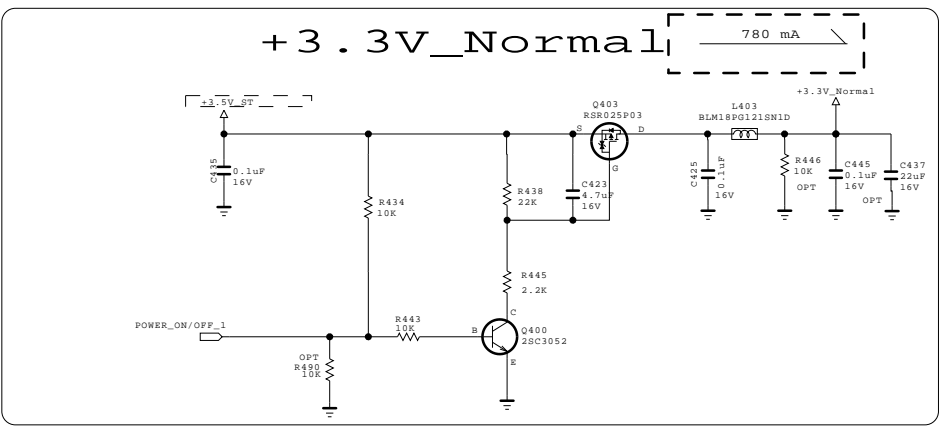 +3.3V_Normal
780 mA
+3.5V_ST
+3.3V_Normal
Q403
RSR025P03
L403
BLM18PG121SN1D
S
D
G
C435
0.1uF
16V
R434
10K
R438
22K
C423
4.7uF
16V
C425
0.1uF
16V
R446
10K
OPT
C445
0.1uF
16V
C437
22uF
16V
OPT
R445
2.2K
POWER_ON/OFF_1
R443
10K
B
C
E
Q400
2SC3052
OPT
R490
10K